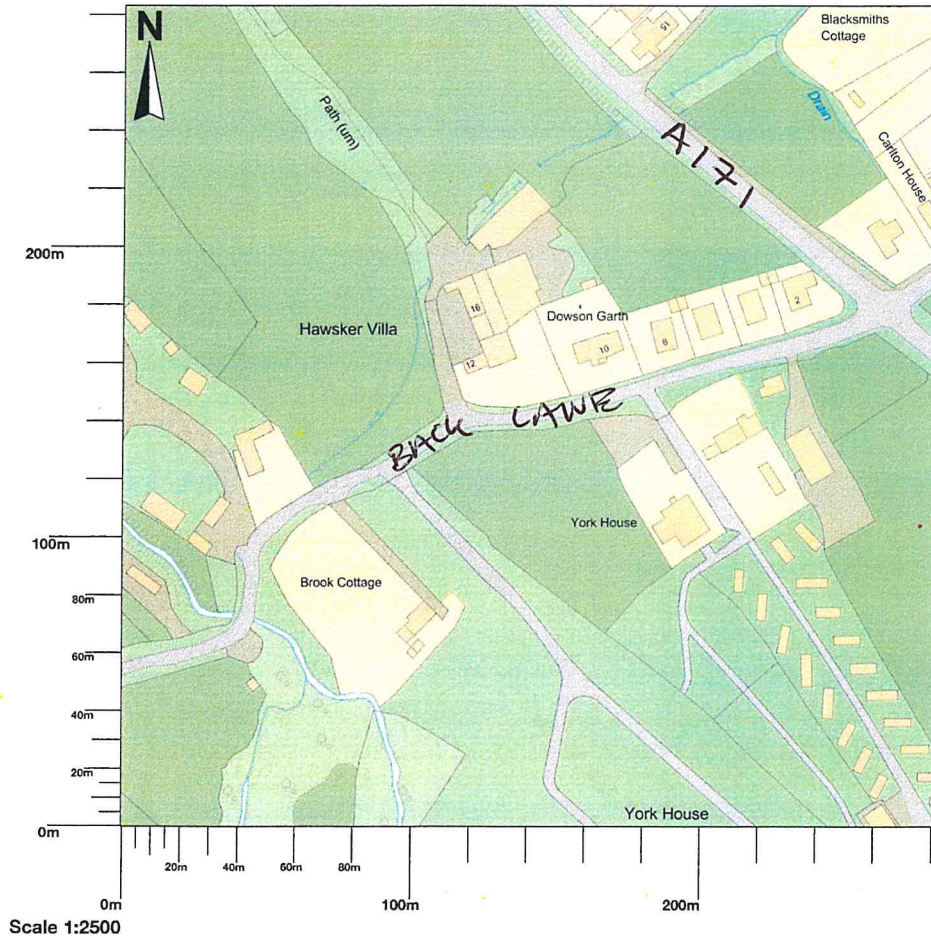 N
Blacksmiths
Cottage
15
Path (um)
Drain
A171
Carlton House
200m
16
Hawsker Villa
Dowson Garth
2
10
8
12
BACK LANE
York House
100m
Brook Cottage
80m
60m
40m
20m
York House
0m
20m
40m
60m
80m
0m
100m
200m
Scale 1:2500